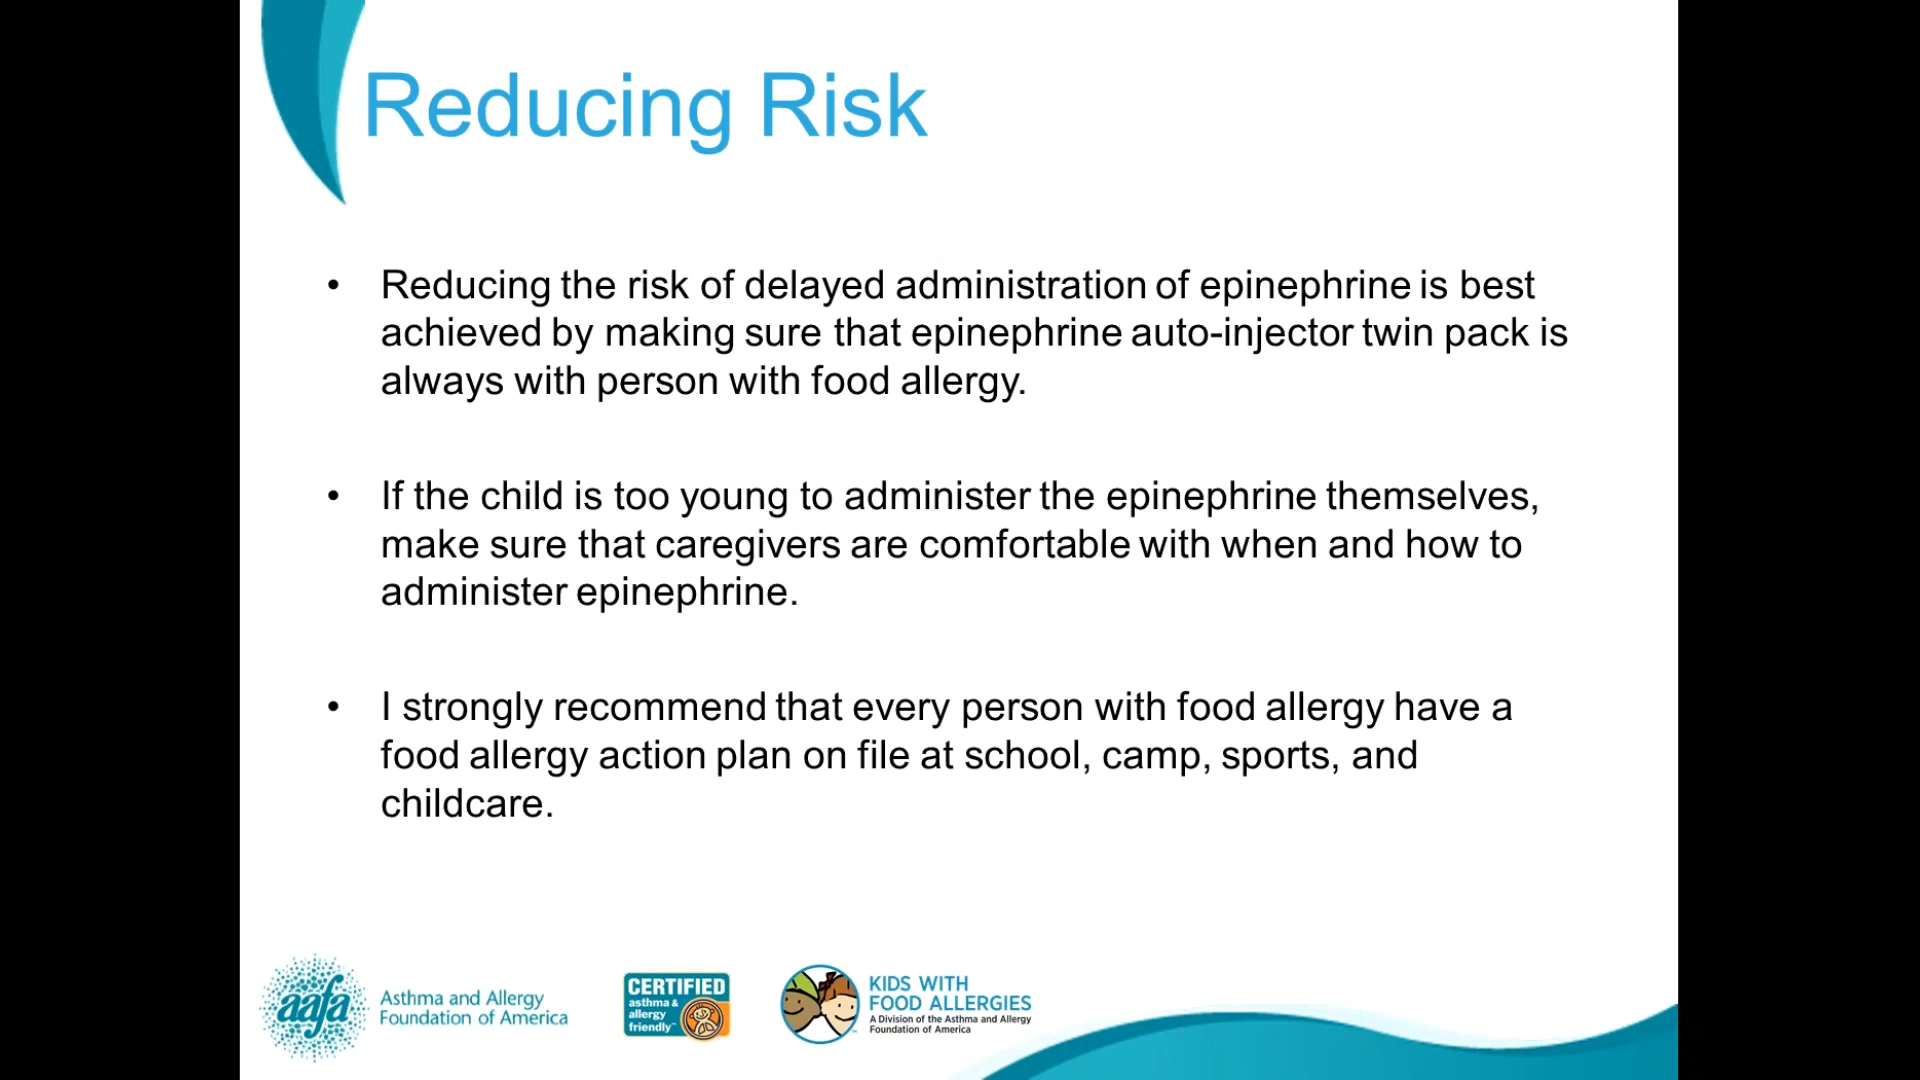 Reducing Risk
• Reducing the risk of delayed administration of epinephrine is best
achieved by making sure that epinephrine auto-injector twin pack is
always with person with food allergy.
• If the child is too young to administer the epinephrine themselves,
make sure that caregivers are comfortable with when and how to
administer epinephrine.
• I strongly recommend that every person with food allergy have a
food allergy action plan on file at school, camp, sports, and
childcare.
aafa
Asthma and Allergy
Foundation of America
CERTIFIED
asthma &
allergy
friendly™
KIDS WITH
FOOD ALLERGIES
A Division of the Asthma and Allergy
Foundation of America